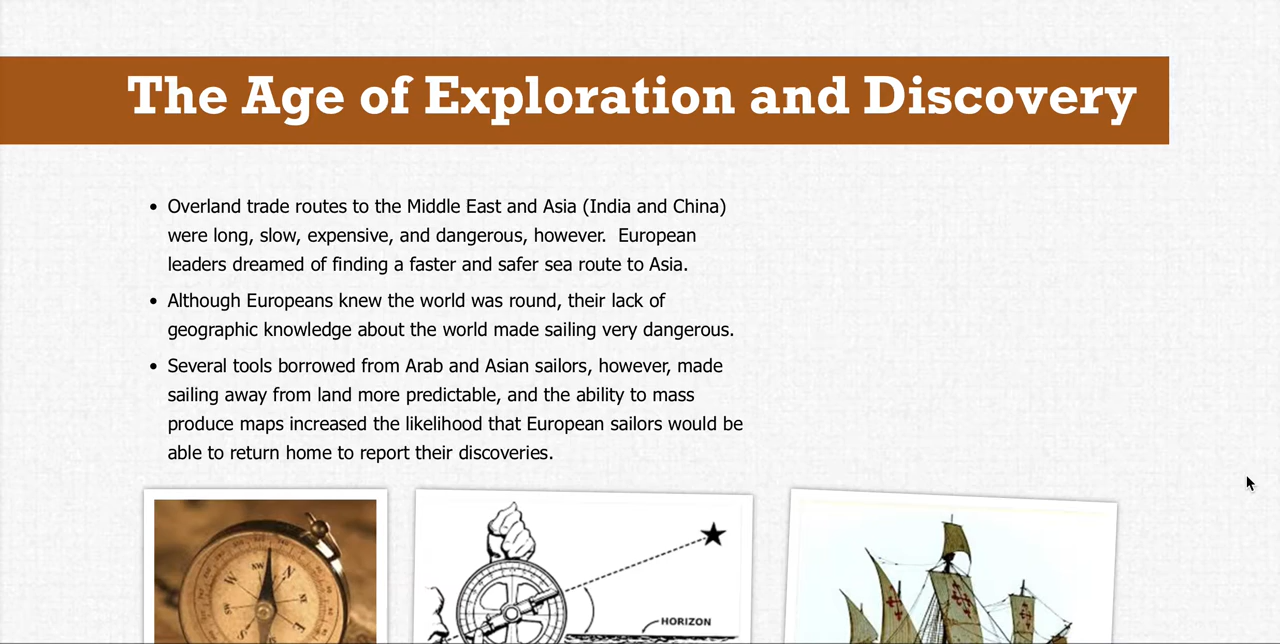 The Age of Exploration and Discovery
• Overland trade routes to the Middle East and Asia (India and China)
were long, slow, expensive, and dangerous, however.  European
leaders dreamed of finding a faster and safer sea route to Asia.
• Although Europeans knew the world was round, their lack of
geographic knowledge about the world made sailing very dangerous.
• Several tools borrowed from Arab and Asian sailors, however, made
sailing away from land more predictable, and the ability to mass
produce maps increased the likelihood that European sailors would be
able to return home to report their discoveries.
W N
SW E
S
HORIZON